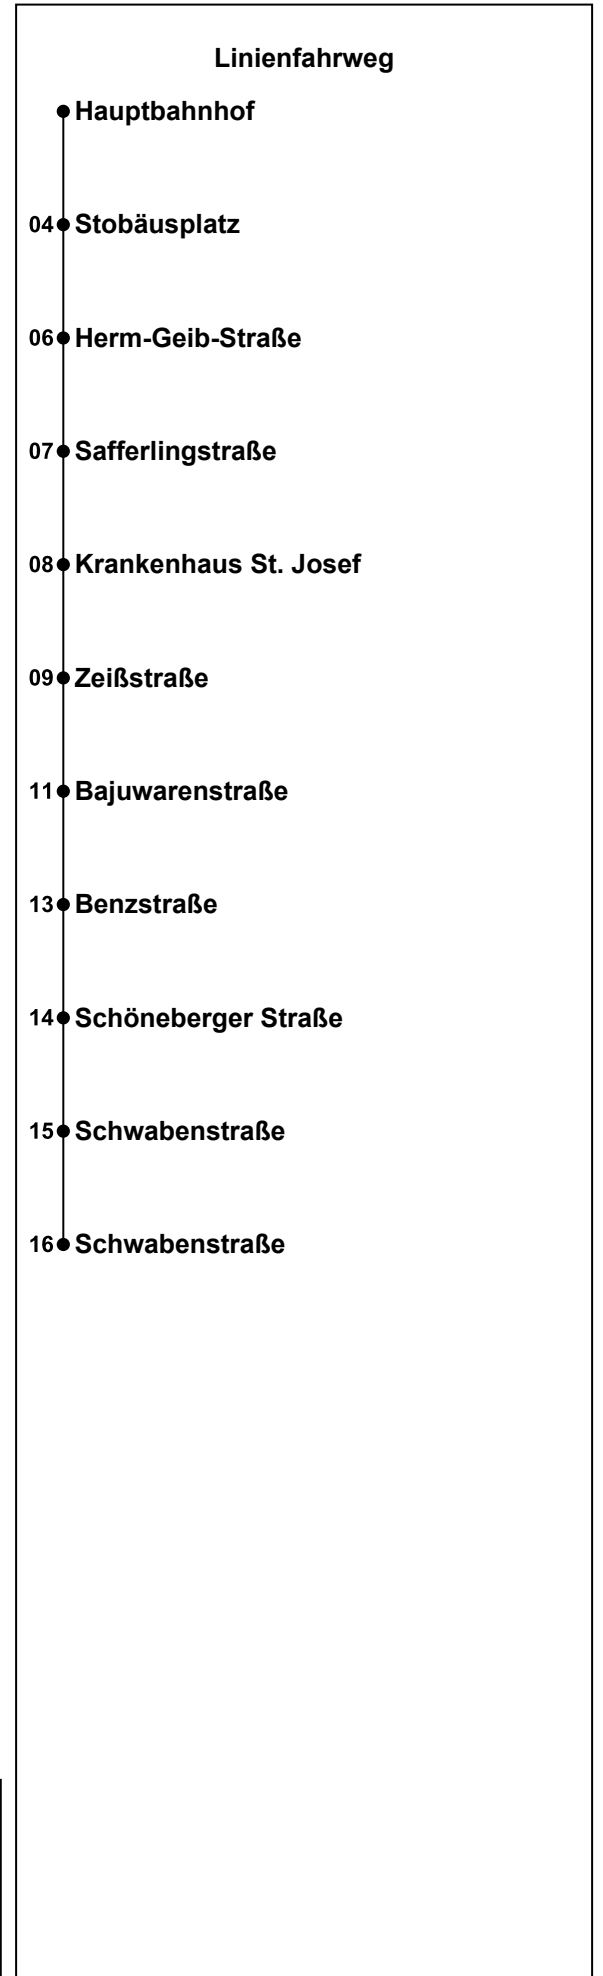 Linienfahrweg
Hauptbahnhof
04 Stobäusplatz
06 Herm-Geib-Straße
07 Safferlingstraße
08 Krankenhaus St. Josef
09 Zeißstraße
11 Bajuwarenstraße
13 Benzstraße
14 Schöneberger Straße
15 Schwabenstraße
16 Schwabenstraße